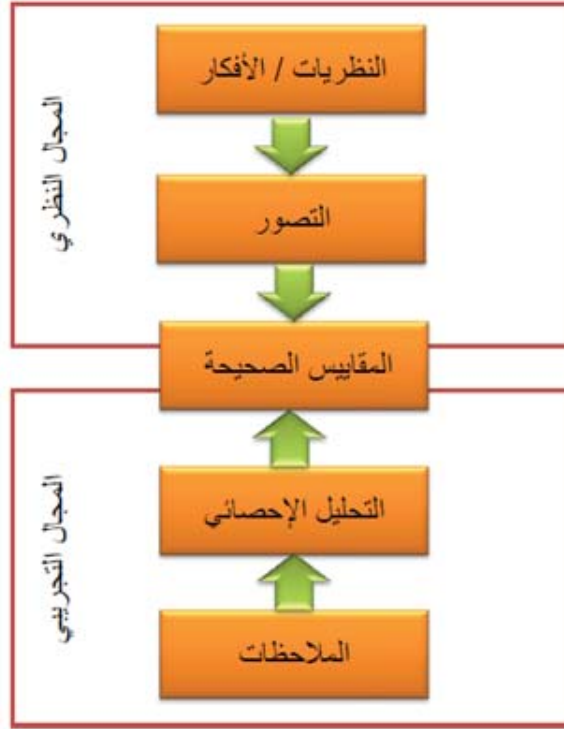 النظريات / الأفكار
المجال النظري
التصور
المقاييس الصحيحة
التحليل الإحصائي
المجال التجريبي
الملاحظات